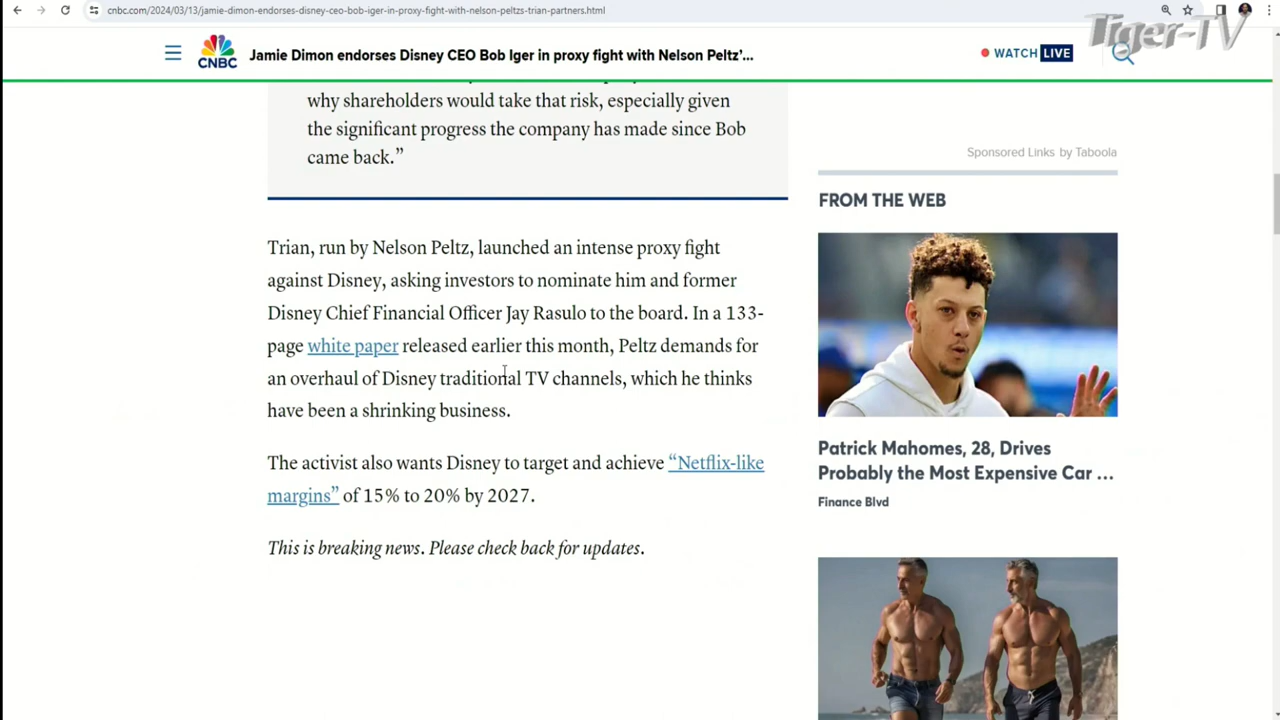 cnbc.com/2024/03/13/jamie-dimon-endorses-disney-ceo-bob-iger-in-proxy-fight-with-nelson-peltzs-trian-partners.html
Tiger-TV
CNBC
Jamie Dimon endorses Disney CEO Bob Iger in proxy fight with Nelson Peltz’...
WATCH LIVE
why shareholders would take that risk, especially given
the significant progress the company has made since Bob
came back.”
Trian, run by Nelson Peltz, launched an intense proxy fight
against Disney, asking investors to nominate him and former
Disney Chief Financial Officer Jay Rasulo to the board. In a 133-
page white paper released earlier this month, Peltz demands for
an overhaul of Disney traditional TV channels, which he thinks
have been a shrinking business.
The activist also wants Disney to target and achieve “Netflix-like
margins” of 15% to 20% by 2027.
This is breaking news. Please check back for updates.
Sponsored Links by Taboola
FROM THE WEB
Patrick Mahomes, 28, Drives
Probably the Most Expensive Car ...
Finance Blvd